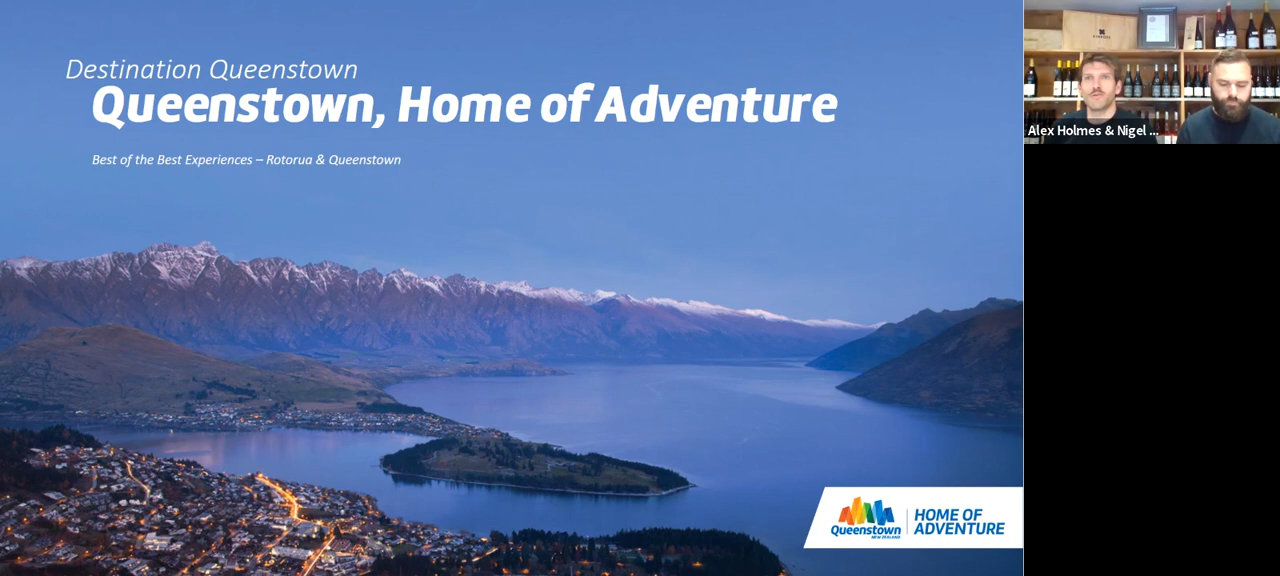 Destination Queenstown
Queenstown, Home of Adventure
Best of the Best Experiences – Rotorua & Queenstown
Queenstown
NEW ZEALAND
HOME OF
ADVENTURE
Alex Holmes & Nigel ...